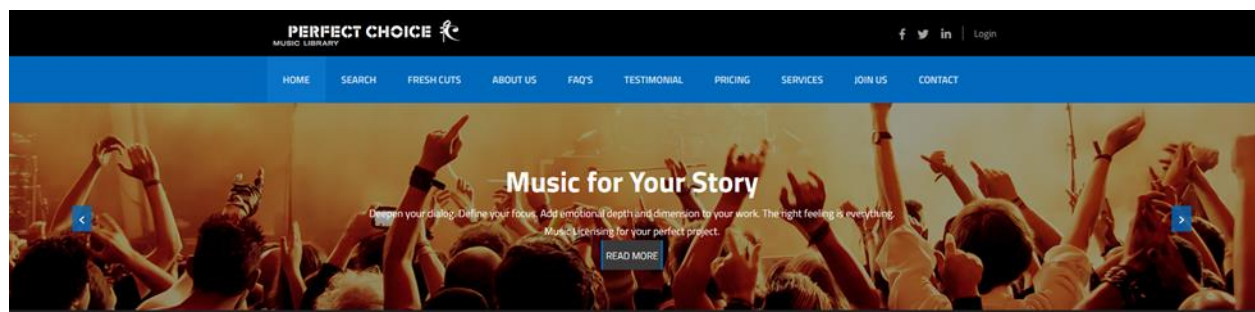 PERFECT CHOICE
MUSIC LIBRARY
f in Login
HOME SEARCH FRESH CUTS ABOUT US FAQ'S TESTIMONIAL PRICING SERVICES JOIN US CONTACT
Music for Your Story
Deepen your dialog. Define your focus. Add emotional depth and dimension to your work. The right feeling is everything.
Music Licensing for your perfect project.
< >
READ MORE